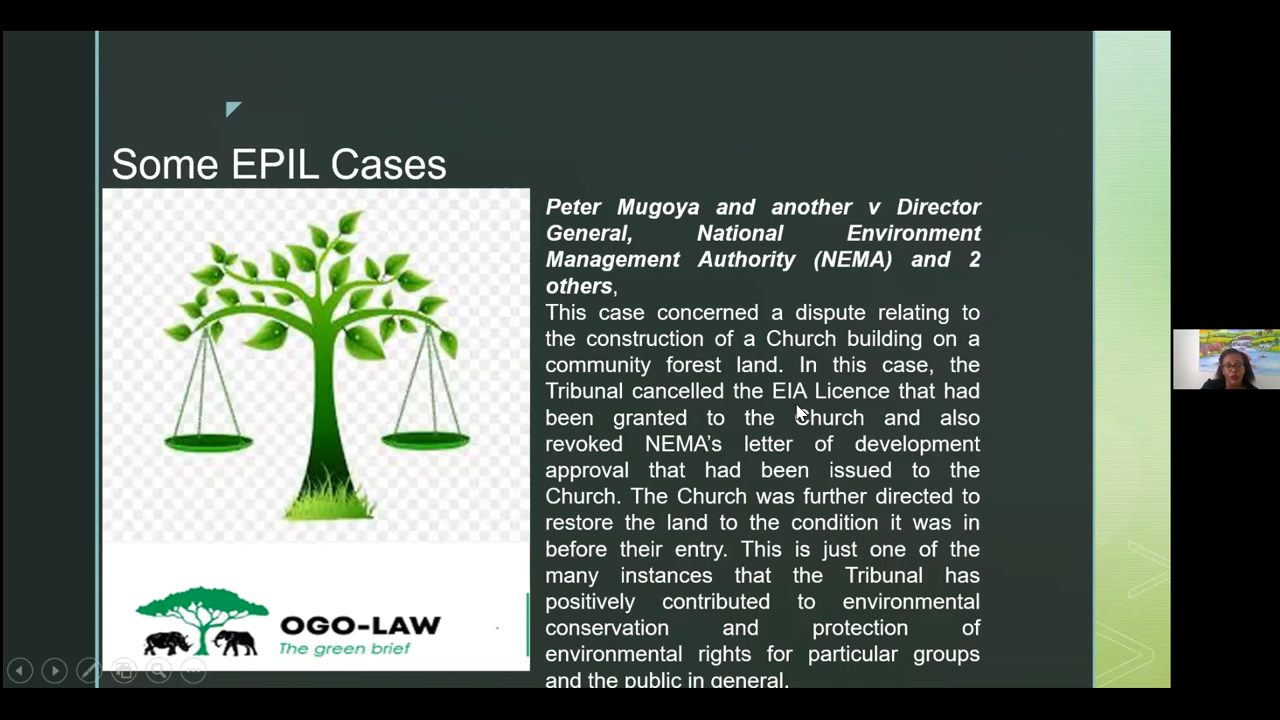 Some EPIL Cases
Peter Mugoya and another v Director
General, National Environment
Management Authority (NEMA) and 2
others,
This case concerned a dispute relating to
the construction of a Church building on a
community forest land. In this case, the
Tribunal cancelled the EIA Licence that had
been granted to the Church and also
revoked NEMA's letter of development
approval that had been issued to the
Church. The Church was further directed to
restore the land to the condition it was in
before their entry. This is just one of the
many instances that the Tribunal has
positively contributed to environmental
conservation and protection of
environmental rights for particular groups
and the public in general.
OGO-LAW
The green brief